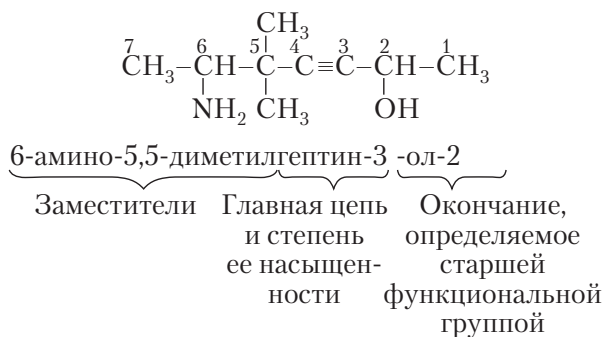 CH₃
7 6 5 4 3 2 1
CH₃–CH–C–C≡C–CH–CH₃
NH₂ CH₃ OH
6-амино-5,5-диметилгептин-3 -ол-2
Заместители Главная цепь Окончание,
и степень определяемое
ее насыщен- старшей
ности функциональной
группой